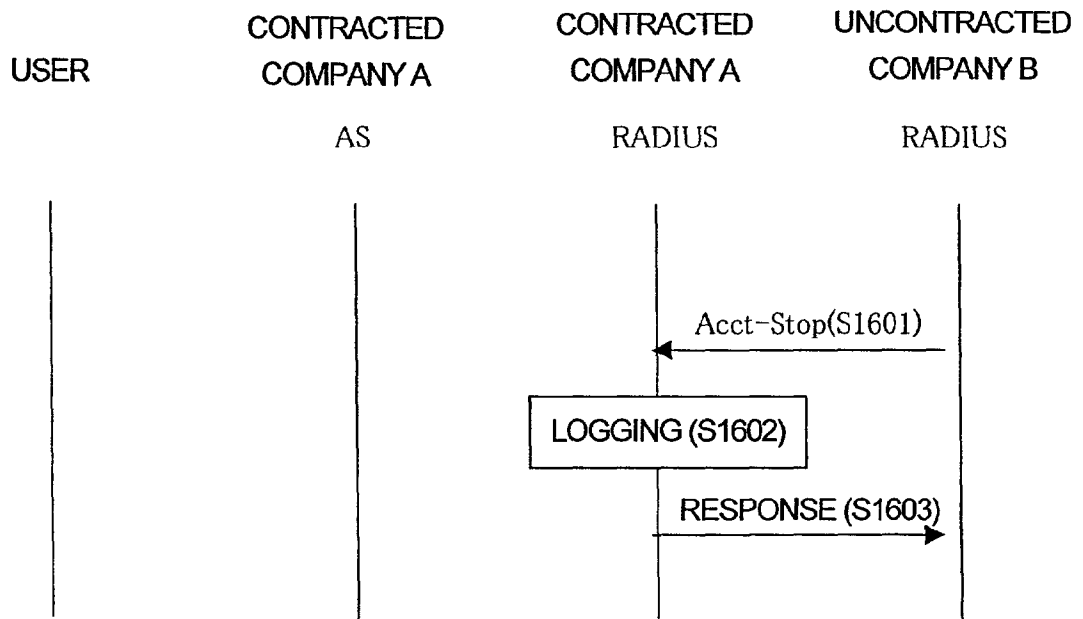 USER
CONTRACTED
COMPANY A
AS
CONTRACTED
COMPANY A
RADIUS
UNCONTRACTED
COMPANY B
RADIUS
Acct-Stop(S1601)
LOGGING (S1602)
RESPONSE (S1603)